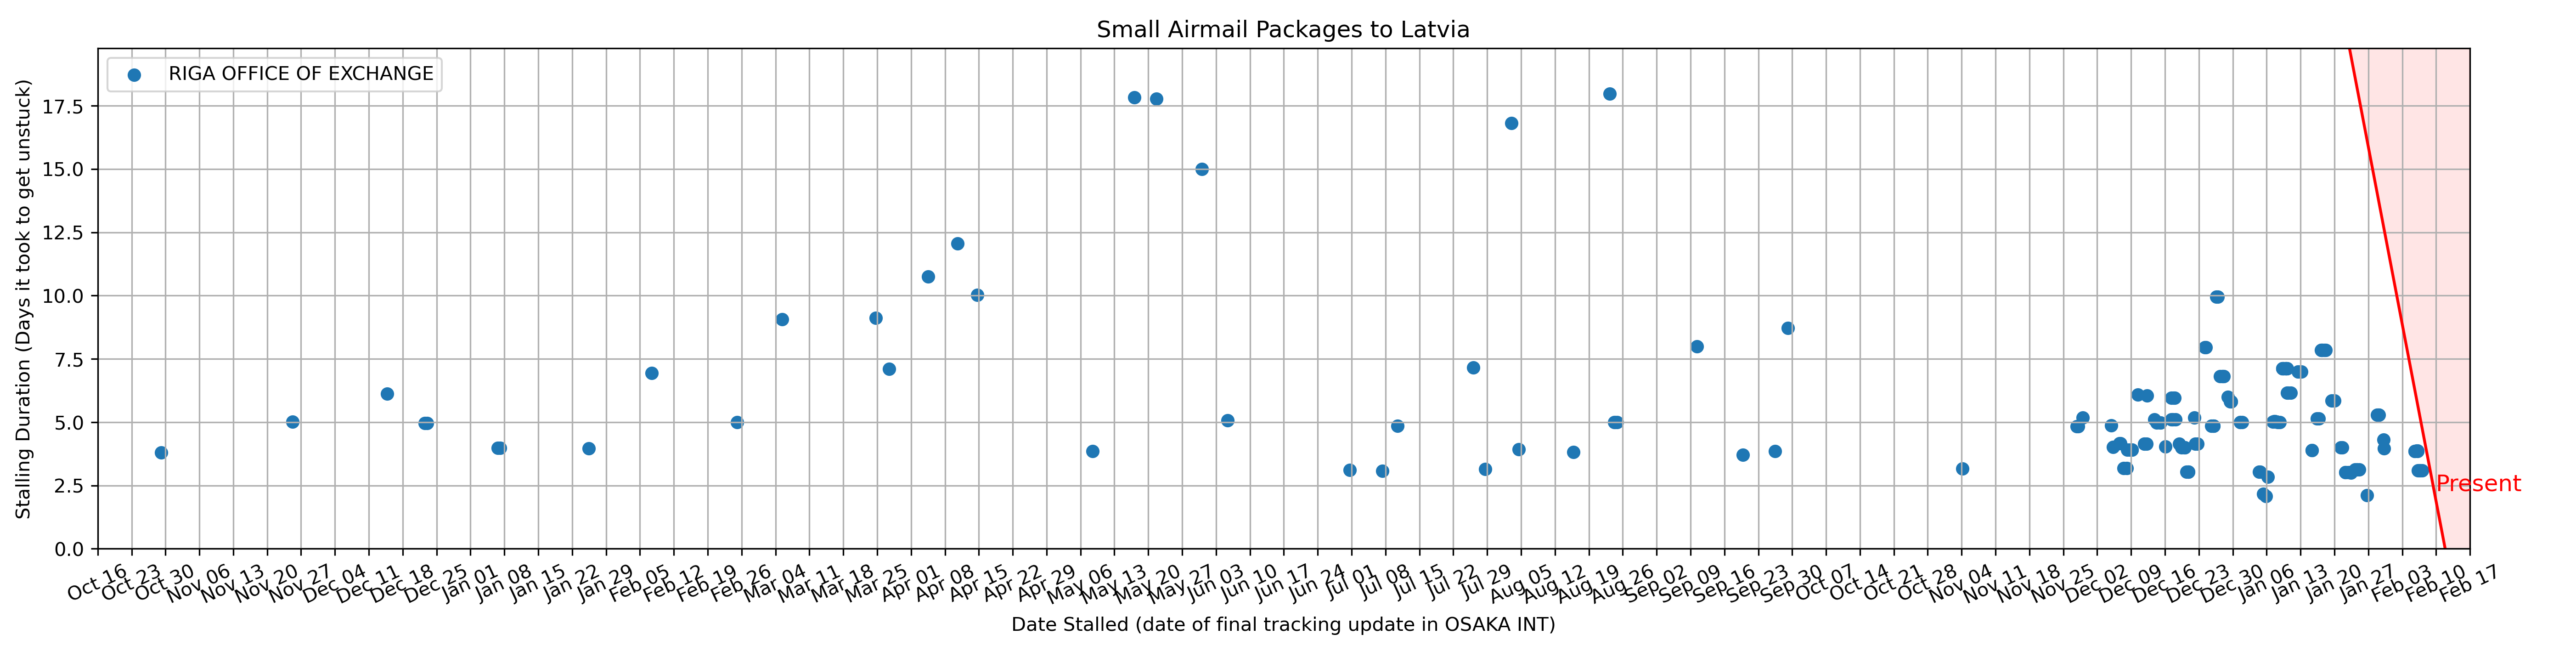 Small Airmail Packages to Latvia
RIGA OFFICE OF EXCHANGE
Stalling Duration (Days it took to get unstuck)
17.5
15.0
12.5
10.0
7.5
5.0
2.5
0.0
Present
Oct 16
Oct 23
Oct 30
Nov 06
Nov 13
Nov 20
Nov 27
Dec 04
Dec 11
Dec 18
Dec 25
Jan 01
Jan 08
Jan 15
Jan 22
Jan 29
Feb 05
Feb 12
Feb 19
Feb 26
Mar 04
Mar 11
Mar 18
Mar 25
Apr 01
Apr 08
Apr 15
Apr 22
Apr 29
May 06
May 13
May 20
May 27
Jun 03
Jun 10
Jun 17
Jun 24
Jul 01
Jul 08
Jul 15
Jul 22
Jul 29
Aug 05
Aug 12
Aug 19
Aug 26
Sep 02
Sep 09
Sep 16
Sep 23
Sep 30
Oct 07
Oct 14
Oct 21
Oct 28
Nov 04
Nov 11
Nov 18
Nov 25
Dec 02
Dec 09
Dec 16
Dec 23
Dec 30
Jan 06
Jan 13
Jan 20
Jan 27
Feb 03
Feb 10
Feb 17
Date Stalled (date of final tracking update in OSAKA INT)